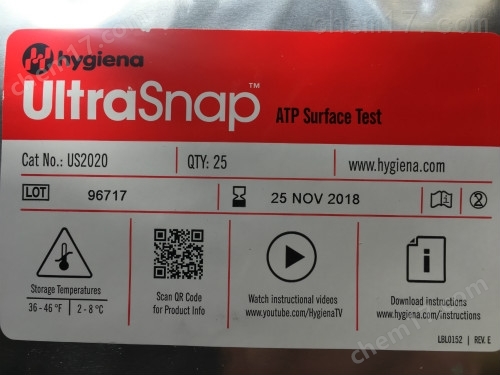 hygiena
UltraSnap™ ATP Surface Test
Cat No.: US2020 QTY: 25 www.hygiena.com
LOT 96717 25 NOV 2018
Storage Temperatures
36 - 46 °F 2 - 8 °C
Scan QR Code
for Product Info
Watch instructional videos
www.youtube.com/HygienaTV
Download instructions
www.hygiena.com/instructions
LBL0152 REV. E
chem17.com